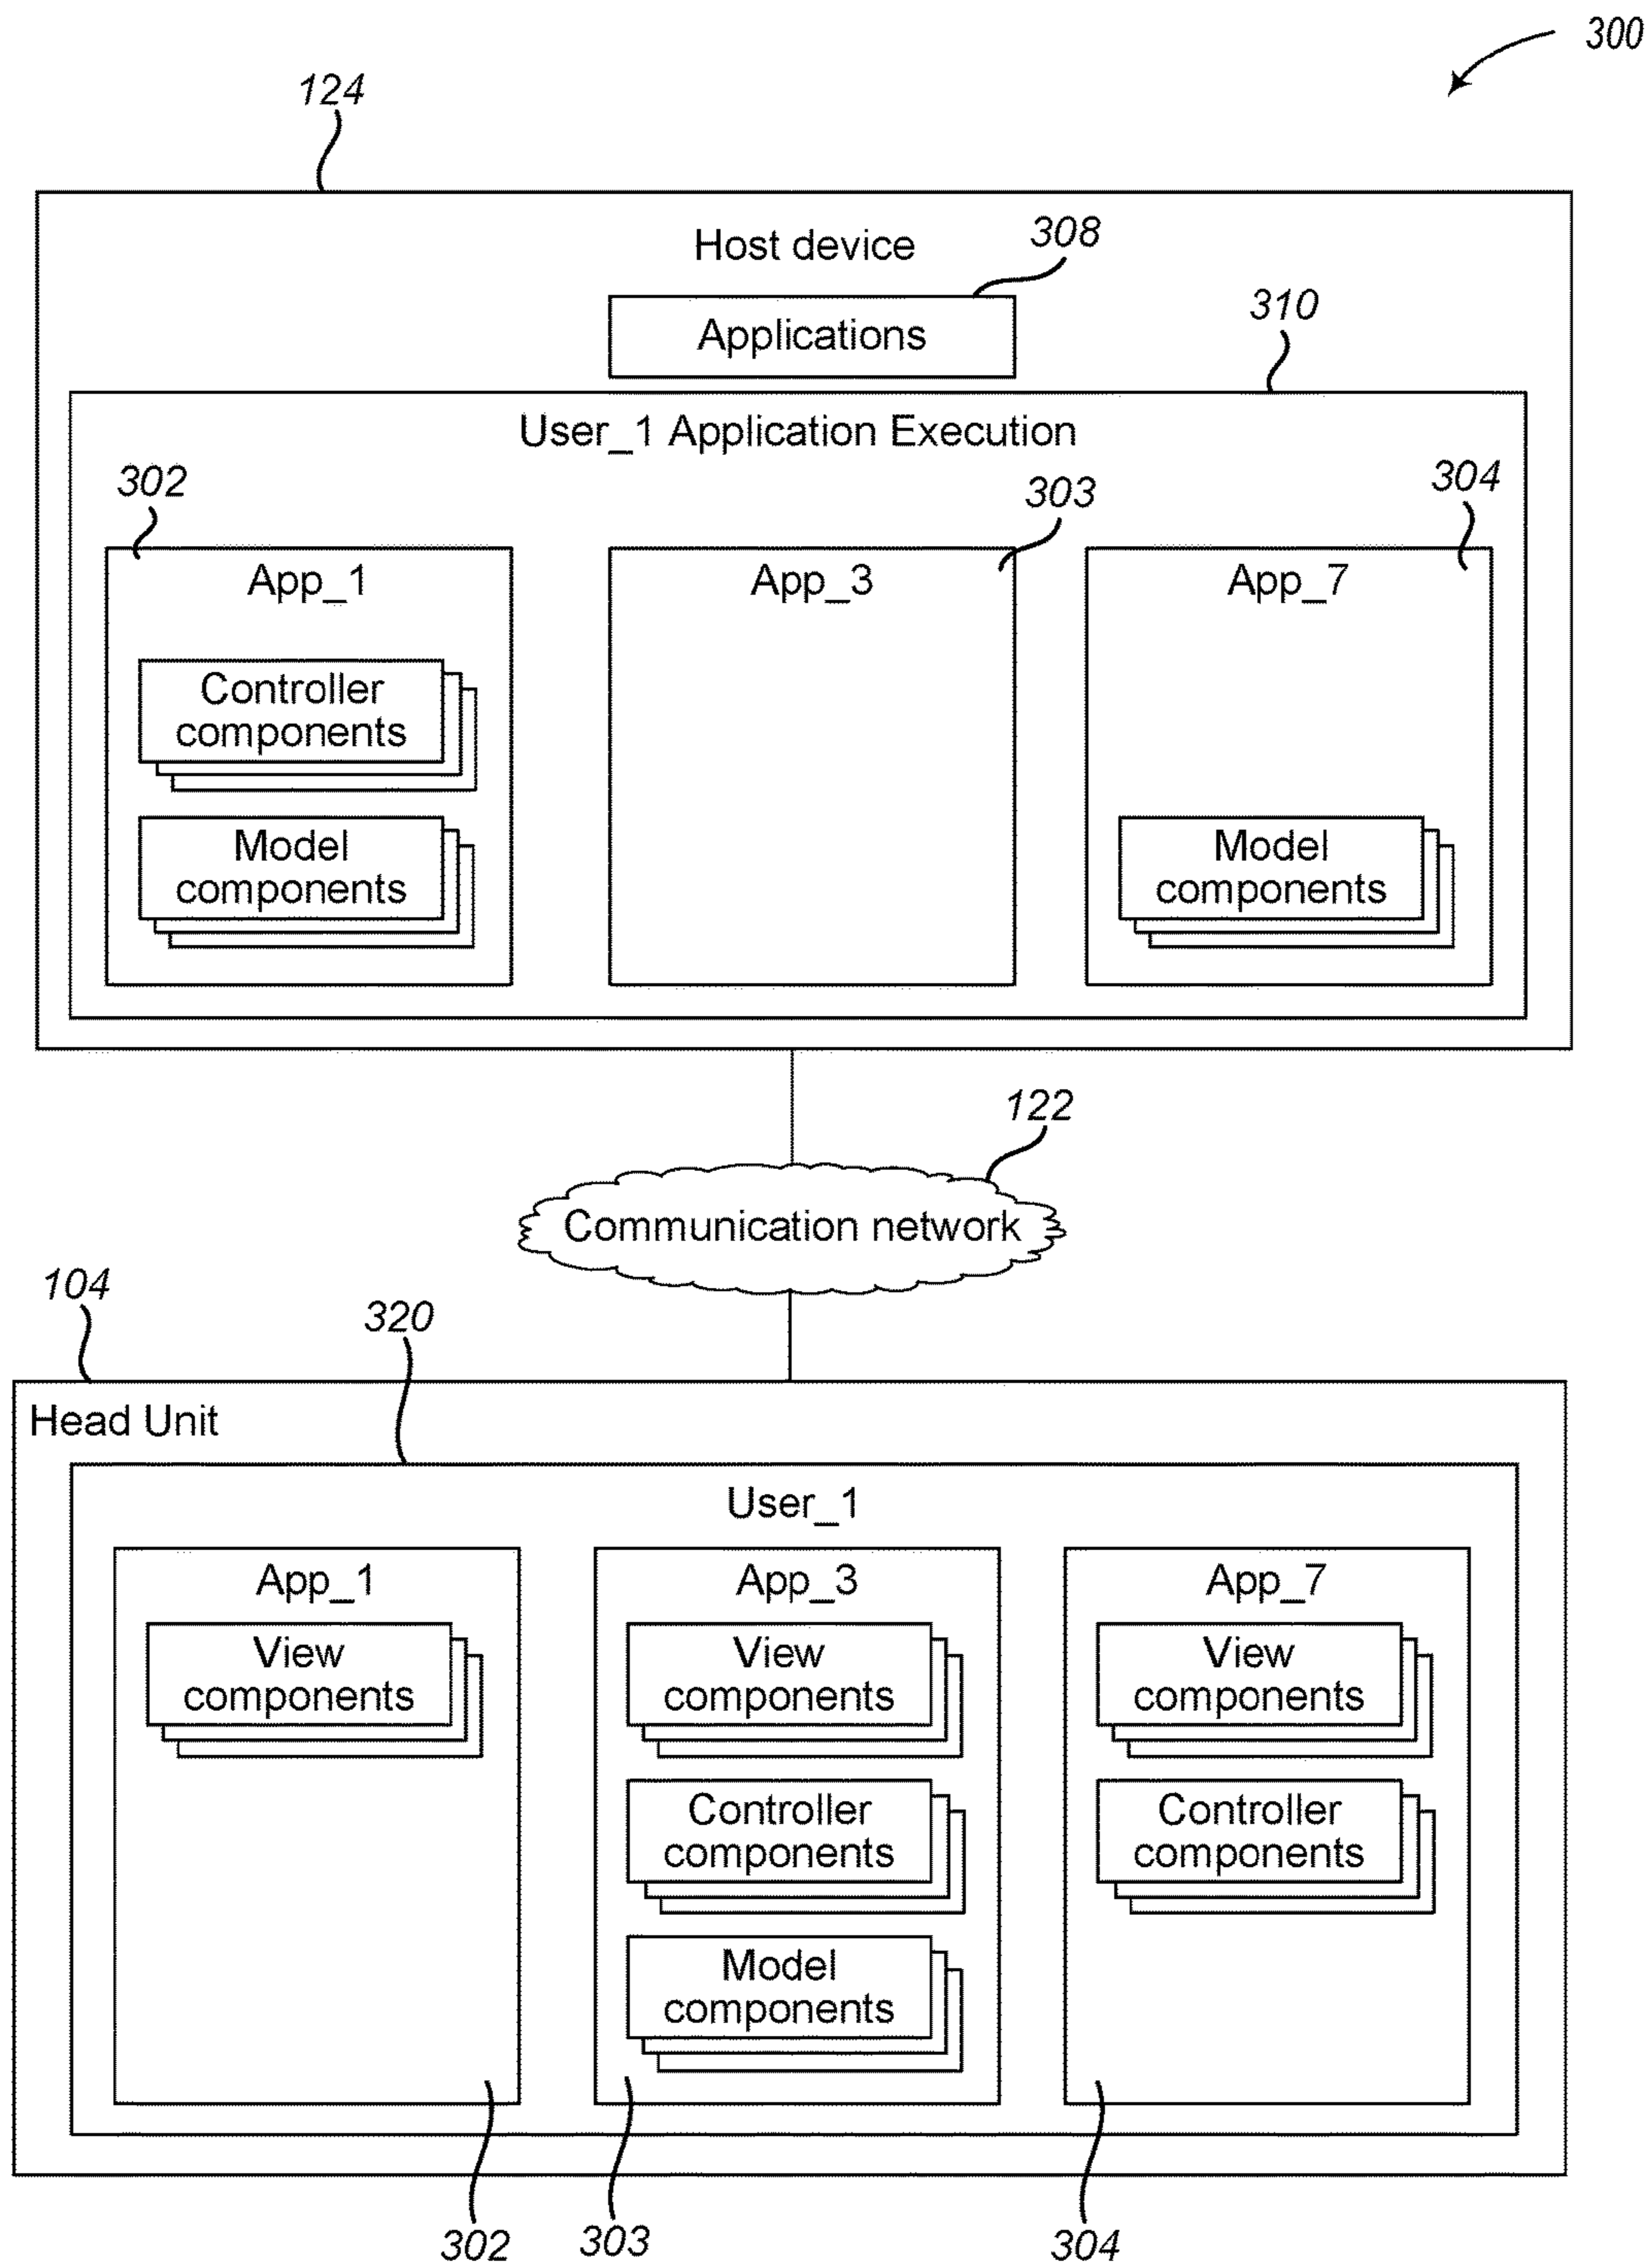 300
124
Host device
308
Applications
310
User_1 Application Execution
302
303
304
App_1
App_3
App_7
Controller
components
Model
components
Model
components
122
Communication network
104
320
Head Unit
User_1
App_1
App_3
App_7
View
components
View
components
View
components
Controller
components
Controller
components
Model
components
302
303
304